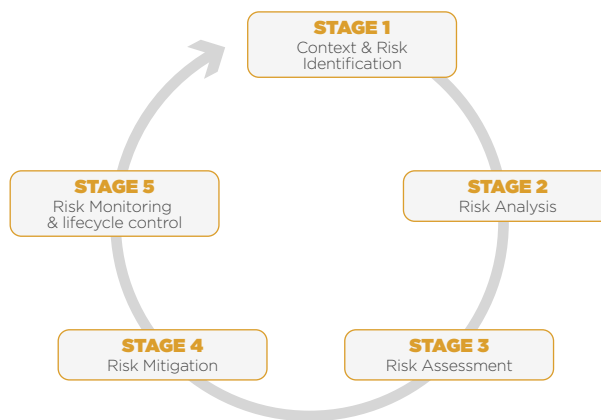 STAGE 1
Context & Risk
Identification
STAGE 2
Risk Analysis
STAGE 3
Risk Assessment
STAGE 4
Risk Mitigation
STAGE 5
Risk Monitoring
& lifecycle control